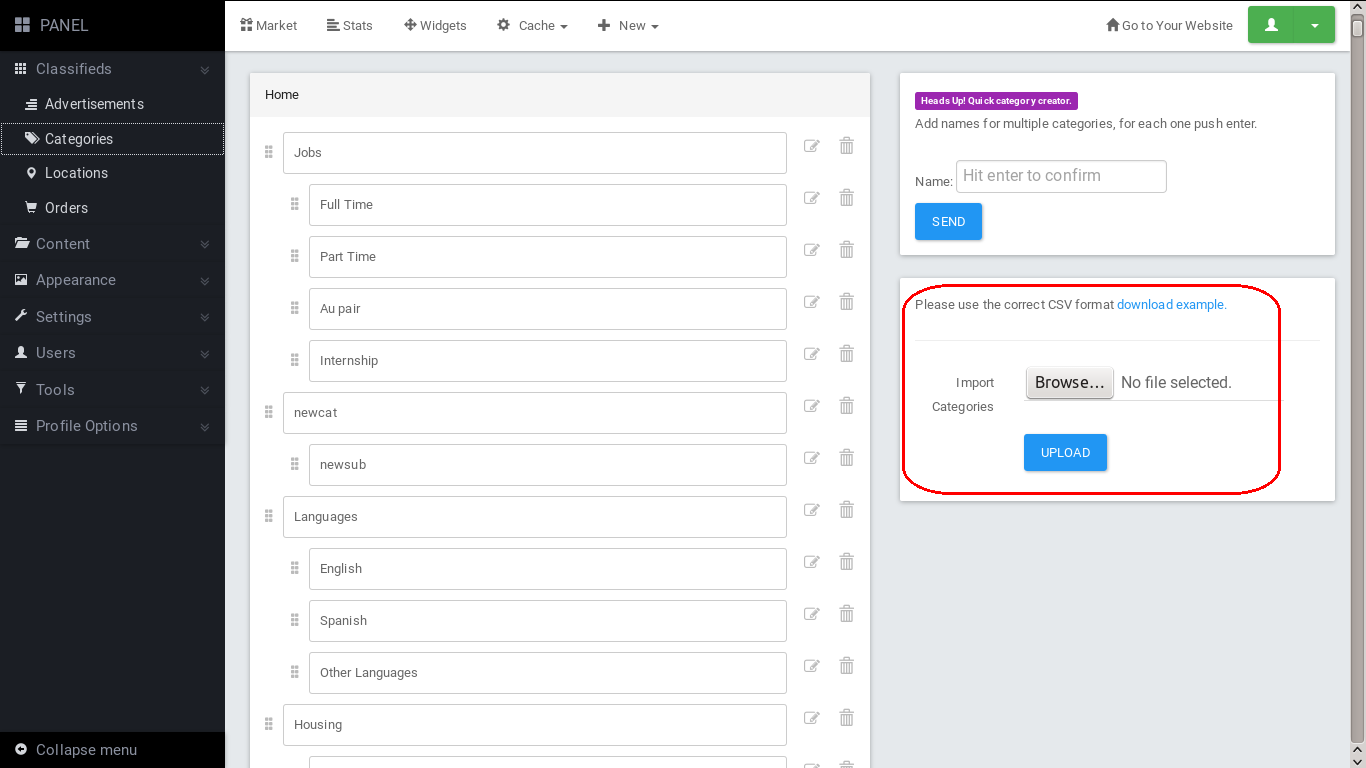 PANEL
Market
Stats
Widgets
Cache
New
Go to Your Website
Classifieds
Advertisements
Categories
Locations
Orders
Content
Appearance
Settings
Users
Tools
Profile Options
Collapse menu
Home
Jobs
Full Time
Part Time
Au pair
Internship
newcat
newsub
Languages
English
Spanish
Other Languages
Housing
Heads Up! Quick category creator.
Add names for multiple categories, for each one push enter.
Name: Hit enter to confirm
SEND
Please use the correct CSV format download example.
Import Categories
Browse... No file selected.
UPLOAD